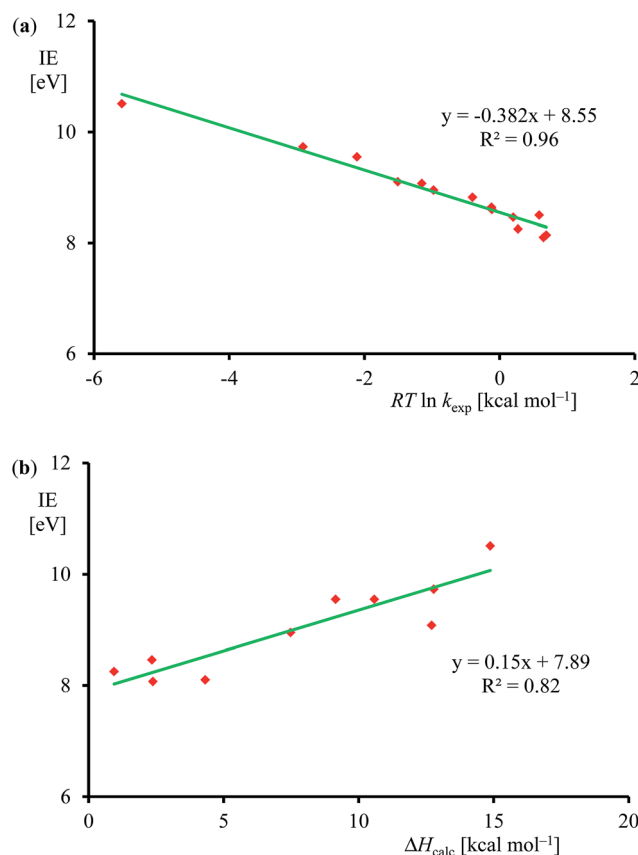 (a)
IE
[eV]
12
10
8
6
y = -0.382x + 8.55
R² = 0.96
-6 -4 -2 0 2
RT ln k_exp [kcal mol⁻¹]
(b)
IE
[eV]
12
10
8
6
y = 0.15x + 7.89
R² = 0.82
0 5 10 15 20
ΔH_calc [kcal mol⁻¹]